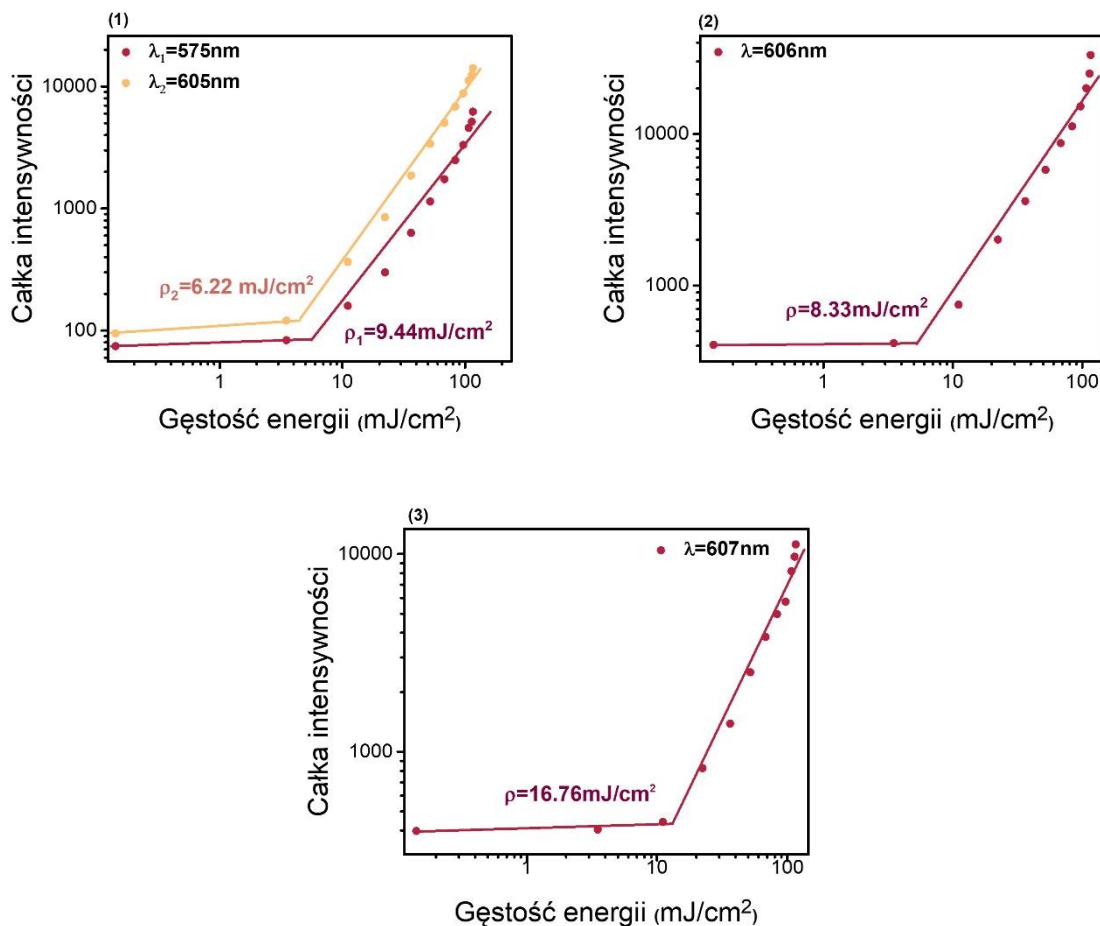 (1)
λ₁=575nm
λ₂=605nm
10000
1000
100
Całka intensywności
ρ₂=6.22 mJ/cm²
ρ₁=9.44mJ/cm²
1
10
100
Gęstość energii (mJ/cm²)
(2)
λ=606nm
10000
1000
Całka intensywności
ρ=8.33mJ/cm²
1
10
100
Gęstość energii (mJ/cm²)
(3)
λ=607nm
10000
1000
Całka intensywności
ρ=16.76mJ/cm²
1
10
100
Gęstość energii (mJ/cm²)